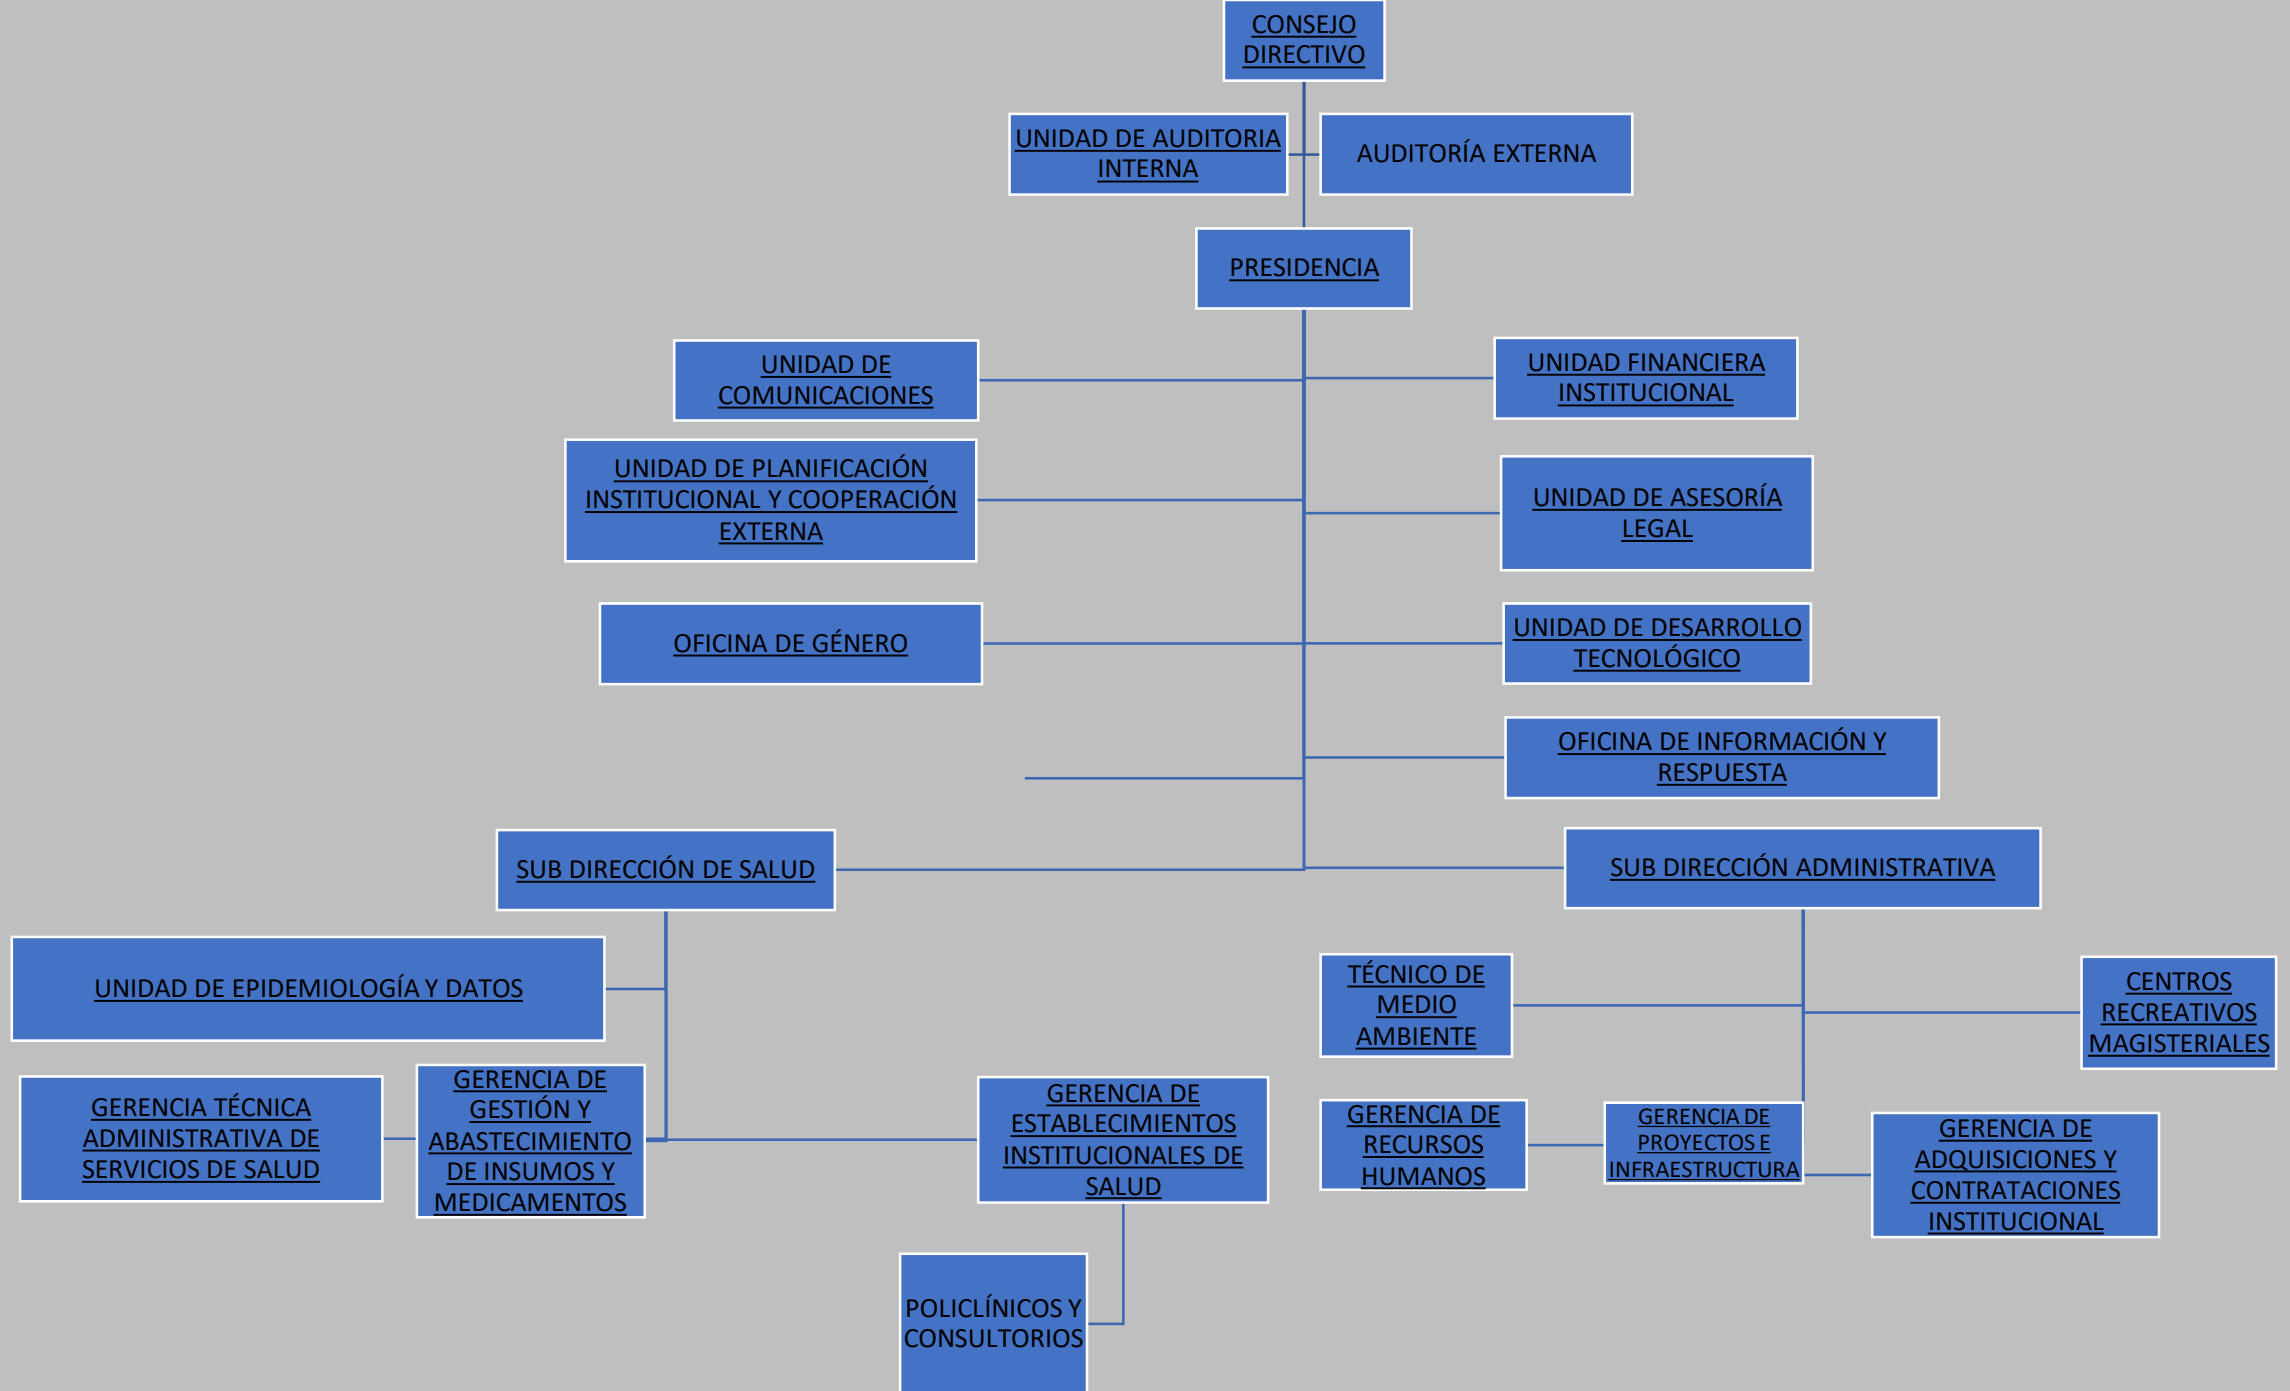 CONSEJO
DIRECTIVO
UNIDAD DE AUDITORIA
INTERNA
AUDITORÍA EXTERNA
PRESIDENCIA
UNIDAD DE
COMUNICACIONES
UNIDAD FINANCIERA
INSTITUCIONAL
UNIDAD DE PLANIFICACIÓN
INSTITUCIONAL Y COOPERACIÓN
EXTERNA
UNIDAD DE ASESORÍA
LEGAL
OFICINA DE GÉNERO
UNIDAD DE DESARROLLO
TECNOLÓGICO
OFICINA DE INFORMACIÓN Y
RESPUESTA
SUB DIRECCIÓN DE SALUD
SUB DIRECCIÓN ADMINISTRATIVA
UNIDAD DE EPIDEMIOLOGÍA Y DATOS
TÉCNICO DE
MEDIO
AMBIENTE
CENTROS
RECREATIVOS
MAGISTERIALES
GERENCIA TÉCNICA
ADMINISTRATIVA DE
SERVICIOS DE SALUD
GERENCIA DE
GESTIÓN Y
ABASTECIMIENTO
DE INSUMOS Y
MEDICAMENTOS
GERENCIA DE
ESTABLECIMIENTOS
INSTITUCIONALES DE
SALUD
GERENCIA DE
RECURSOS
HUMANOS
GERENCIA DE
PROYECTOS E
INFRAESTRUCTURA
GERENCIA DE
ADQUISICIONES Y
CONTRATACIONES
INSTITUCIONAL
POLICLÍNICOS Y
CONSULTORIOS